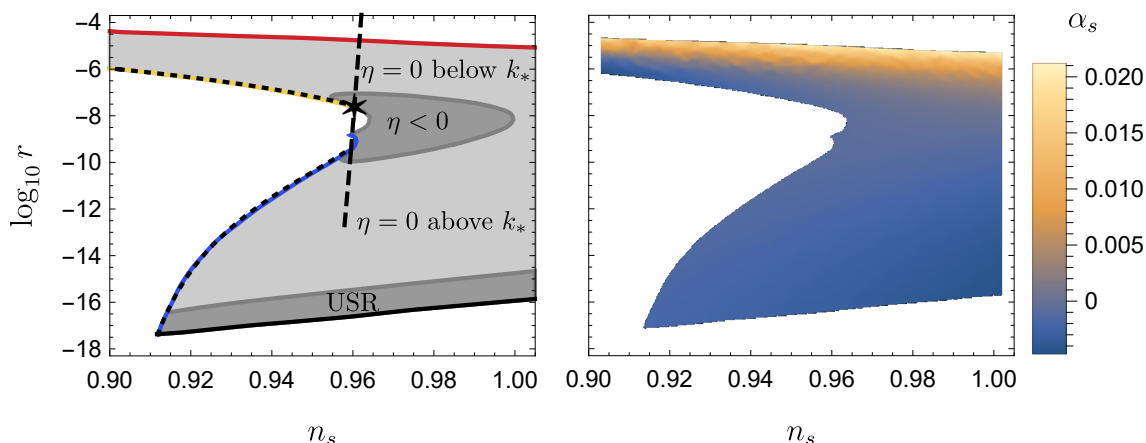 −4
−6
−8
−10
−12
−14
−16
−18
log₁₀ r
η = 0 below k_*
η < 0
η = 0 above k_*
USR
0.90 0.92 0.94 0.96 0.98 1.00
n_s
0.90 0.92 0.94 0.96 0.98 1.00
n_s
α_s
0.020
0.015
0.010
0.005
0